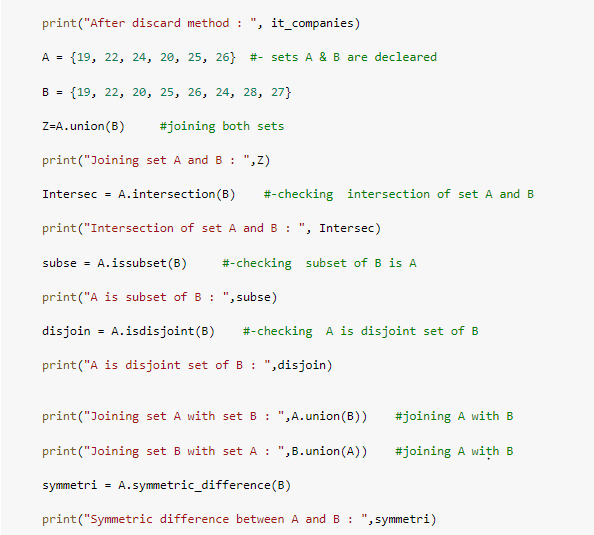 print("After discard method : ", it_companies)
A = {19, 22, 24, 20, 25, 26}  #- sets A & B are decleared
B = {19, 22, 20, 25, 26, 24, 28, 27}
Z=A.union(B)     #joining both sets
print("Joining set A and B : ",Z)
Intersec = A.intersection(B)    #-checking  intersection of set A and B
print("Intersection of set A and B : ", Intersec)
subse = A.issubset(B)     #-checking  subset of B is A
print("A is subset of B : ",subse)
disjoin = A.isdisjoint(B)    #-checking  A is disjoint set of B
print("A is disjoint set of B : ",disjoin)
print("Joining set A with set B : ",A.union(B))    #joining A with B
print("Joining set B with set A : ",B.union(A))    #joining A with B
symmetri = A.symmetric_difference(B)
print("Symmetric difference between A and B : ",symmetri)